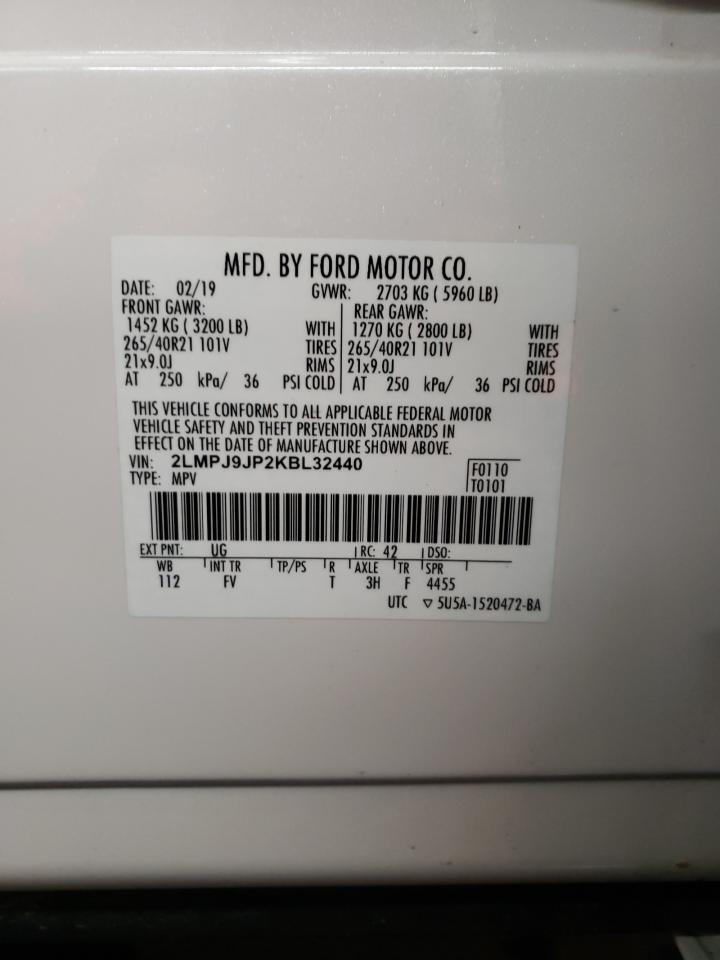 MFD. BY FORD MOTOR CO.
DATE: 02/19 GVWR: 2703 KG ( 5960 LB)
FRONT GAWR: REAR GAWR:
1452 KG ( 3200 LB) WITH 1270 KG ( 2800 LB) WITH
265/40R21 101V TIRES 265/40R21 101V TIRES
21x9.0J RIMS 21x9.0J RIMS
AT 250 kPa/ 36 PSI COLD AT 250 kPa/ 36 PSI COLD
THIS VEHICLE CONFORMS TO ALL APPLICABLE FEDERAL MOTOR
VEHICLE SAFETY AND THEFT PREVENTION STANDARDS IN
EFFECT ON THE DATE OF MANUFACTURE SHOWN ABOVE.
VIN: 2LMPJ9JP2KBL32440 F0110
TYPE: MPV T0101
EXT PNT: UG RC: 42 DSO:
WB INT TR TP/PS R AXLE TR SPR
112 FV T 3H F 4455
UTC ▽ 5U5A-1520472-BA